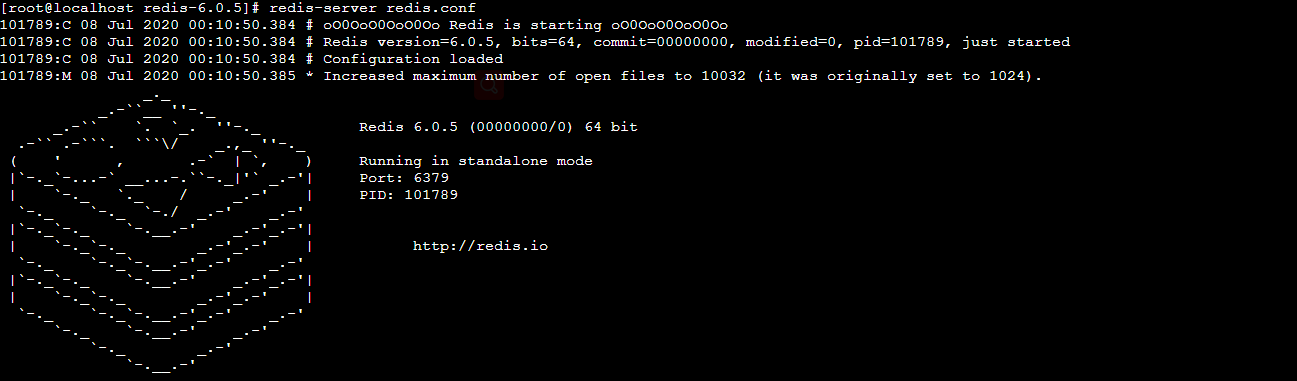 [root@localhost redis-6.0.5]# redis-server redis.conf
101789:C 08 Jul 2020 00:10:50.384 # oO0OoO0OoO0Oo Redis is starting oO0OoO0OoO0Oo
101789:C 08 Jul 2020 00:10:50.384 # Redis version=6.0.5, bits=64, commit=00000000, modified=0, pid=101789, just started
101789:C 08 Jul 2020 00:10:50.384 # Configuration loaded
101789:M 08 Jul 2020 00:10:50.385 * Increased maximum number of open files to 10032 (it was originally set to 1024).
Redis 6.0.5 (00000000/0) 64 bit
Running in standalone mode
Port: 6379
PID: 101789
http://redis.io